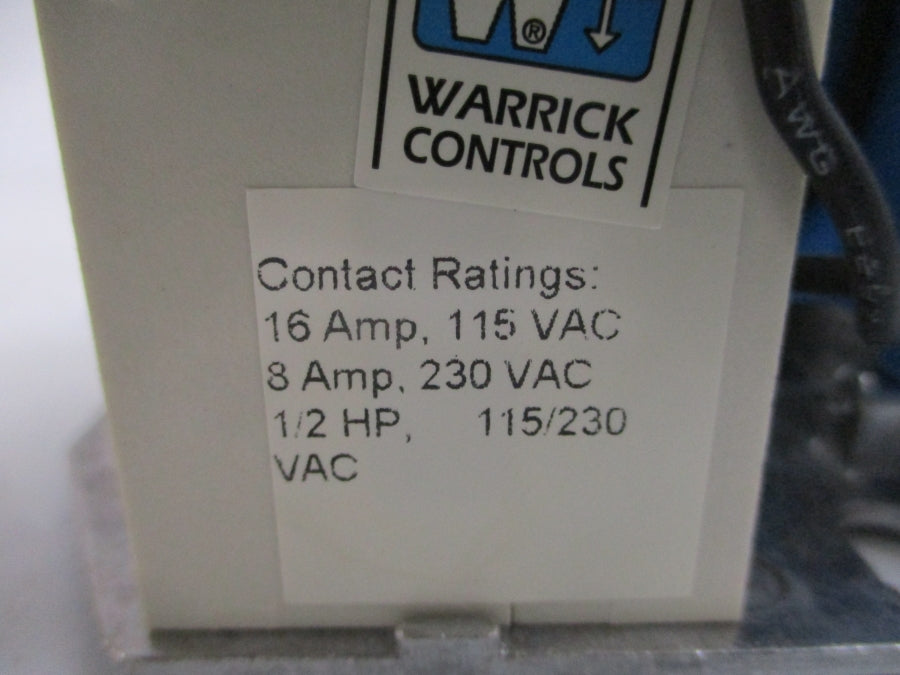 W®
WARRICK
CONTROLS
AWG
Contact Ratings:
16 Amp, 115 VAC
8 Amp, 230 VAC
1/2 HP, 115/230
VAC